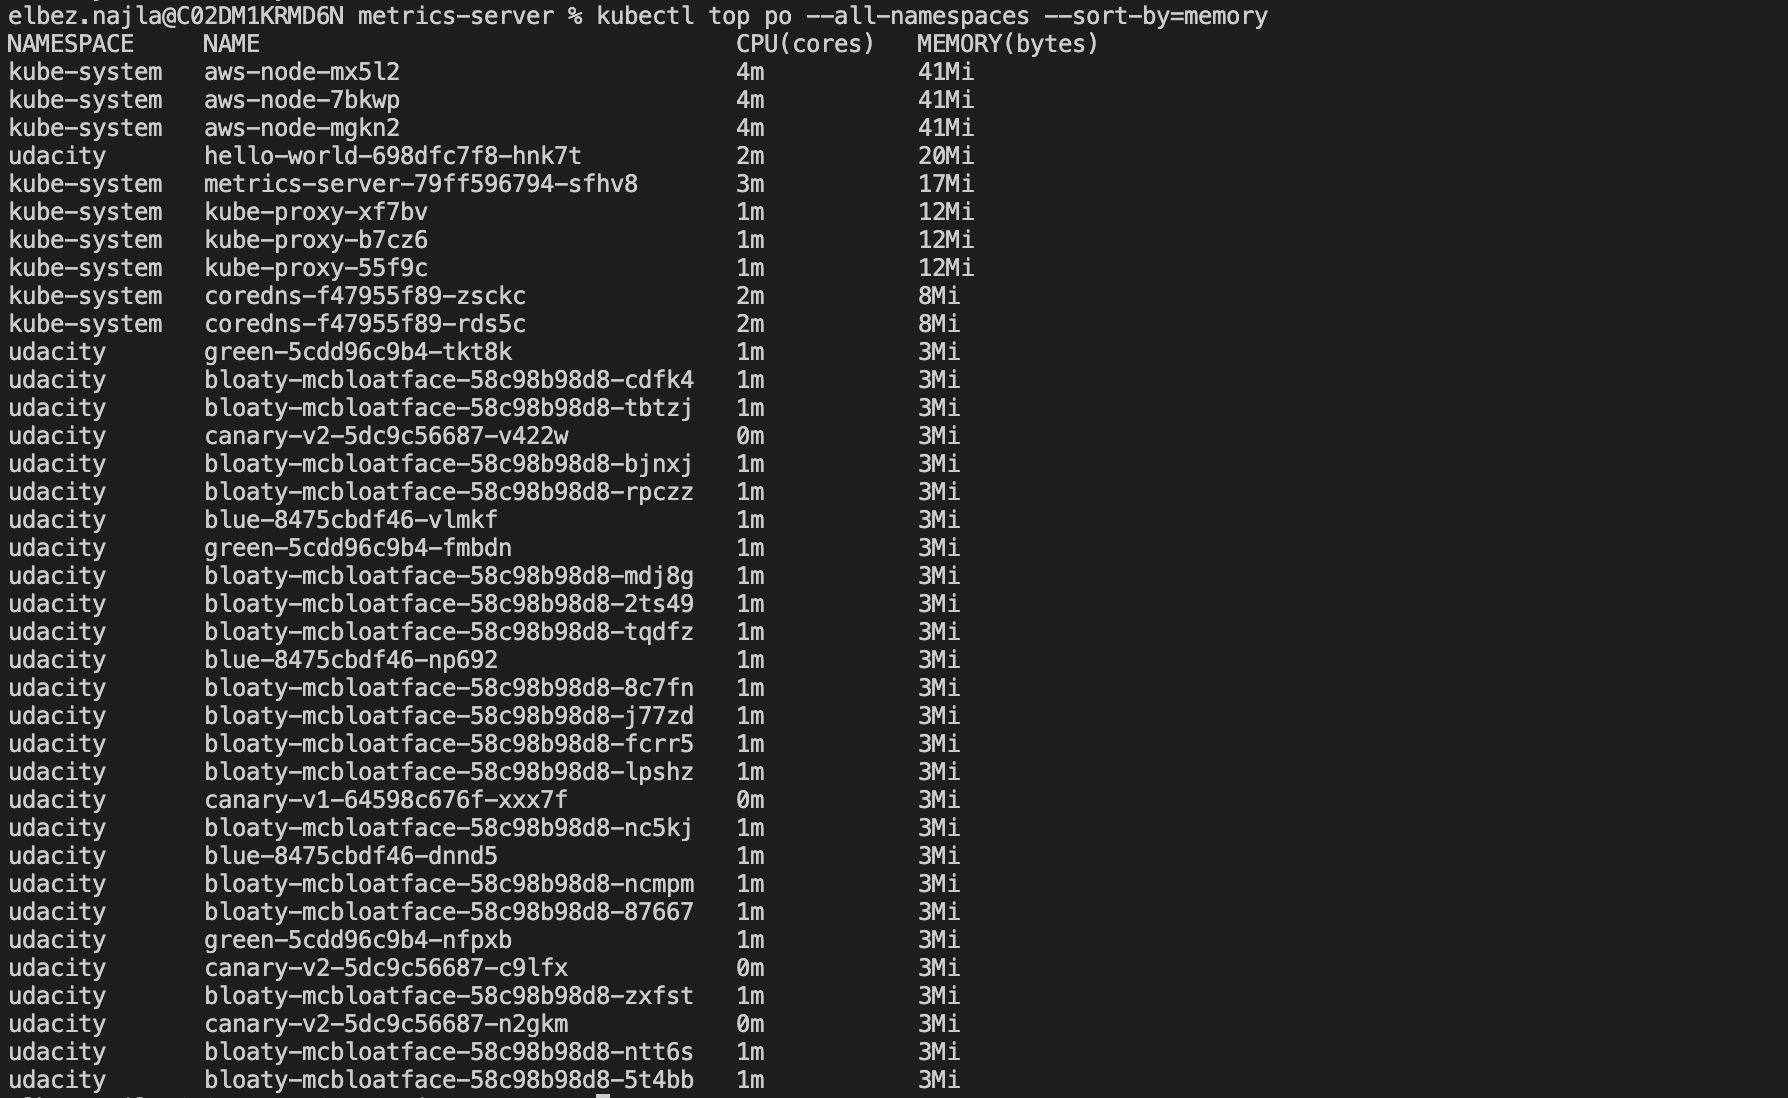 elbez.najla@C02DM1KRMD6N metrics-server % kubectl top po --all-namespaces --sort-by=memory
NAMESPACE NAME CPU(cores) MEMORY(bytes)
kube-system aws-node-mx5l2 4m 41Mi
kube-system aws-node-7bkwp 4m 41Mi
kube-system aws-node-mgkn2 4m 41Mi
udacity hello-world-698dfc7f8-hnk7t 2m 20Mi
kube-system metrics-server-79ff596794-sfhv8 3m 17Mi
kube-system kube-proxy-xf7bv 1m 12Mi
kube-system kube-proxy-b7cz6 1m 12Mi
kube-system kube-proxy-55f9c 1m 12Mi
kube-system coredns-f47955f89-zsckc 2m 8Mi
kube-system coredns-f47955f89-rds5c 2m 8Mi
udacity green-5cdd96c9b4-tkt8k 1m 3Mi
udacity bloaty-mcbloatface-58c98b98d8-cdfk4 1m 3Mi
udacity bloaty-mcbloatface-58c98b98d8-tbtzj 1m 3Mi
udacity canary-v2-5dc9c56687-v422w 0m 3Mi
udacity bloaty-mcbloatface-58c98b98d8-bjnxj 1m 3Mi
udacity bloaty-mcbloatface-58c98b98d8-rpczz 1m 3Mi
udacity blue-8475cbdf46-vlmkf 1m 3Mi
udacity green-5cdd96c9b4-fmbdn 1m 3Mi
udacity bloaty-mcbloatface-58c98b98d8-mdj8g 1m 3Mi
udacity bloaty-mcbloatface-58c98b98d8-2ts49 1m 3Mi
udacity bloaty-mcbloatface-58c98b98d8-tqdfz 1m 3Mi
udacity blue-8475cbdf46-np692 1m 3Mi
udacity bloaty-mcbloatface-58c98b98d8-8c7fn 1m 3Mi
udacity bloaty-mcbloatface-58c98b98d8-j77zd 1m 3Mi
udacity bloaty-mcbloatface-58c98b98d8-fcrr5 1m 3Mi
udacity bloaty-mcbloatface-58c98b98d8-lpshz 1m 3Mi
udacity canary-v1-64598c676f-xxx7f 0m 3Mi
udacity bloaty-mcbloatface-58c98b98d8-nc5kj 1m 3Mi
udacity blue-8475cbdf46-dnnd5 1m 3Mi
udacity bloaty-mcbloatface-58c98b98d8-ncmpm 1m 3Mi
udacity bloaty-mcbloatface-58c98b98d8-87667 1m 3Mi
udacity green-5cdd96c9b4-nfpxb 1m 3Mi
udacity canary-v2-5dc9c56687-c9lfx 0m 3Mi
udacity bloaty-mcbloatface-58c98b98d8-zxfst 1m 3Mi
udacity canary-v2-5dc9c56687-n2gkm 0m 3Mi
udacity bloaty-mcbloatface-58c98b98d8-ntt6s 1m 3Mi
udacity bloaty-mcbloatface-58c98b98d8-5t4bb 1m 3Mi